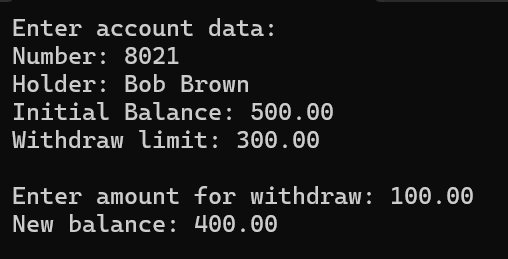 Enter account data:
Number: 8021
Holder: Bob Brown
Initial Balance: 500.00
Withdraw limit: 300.00
Enter amount for withdraw: 100.00
New balance: 400.00